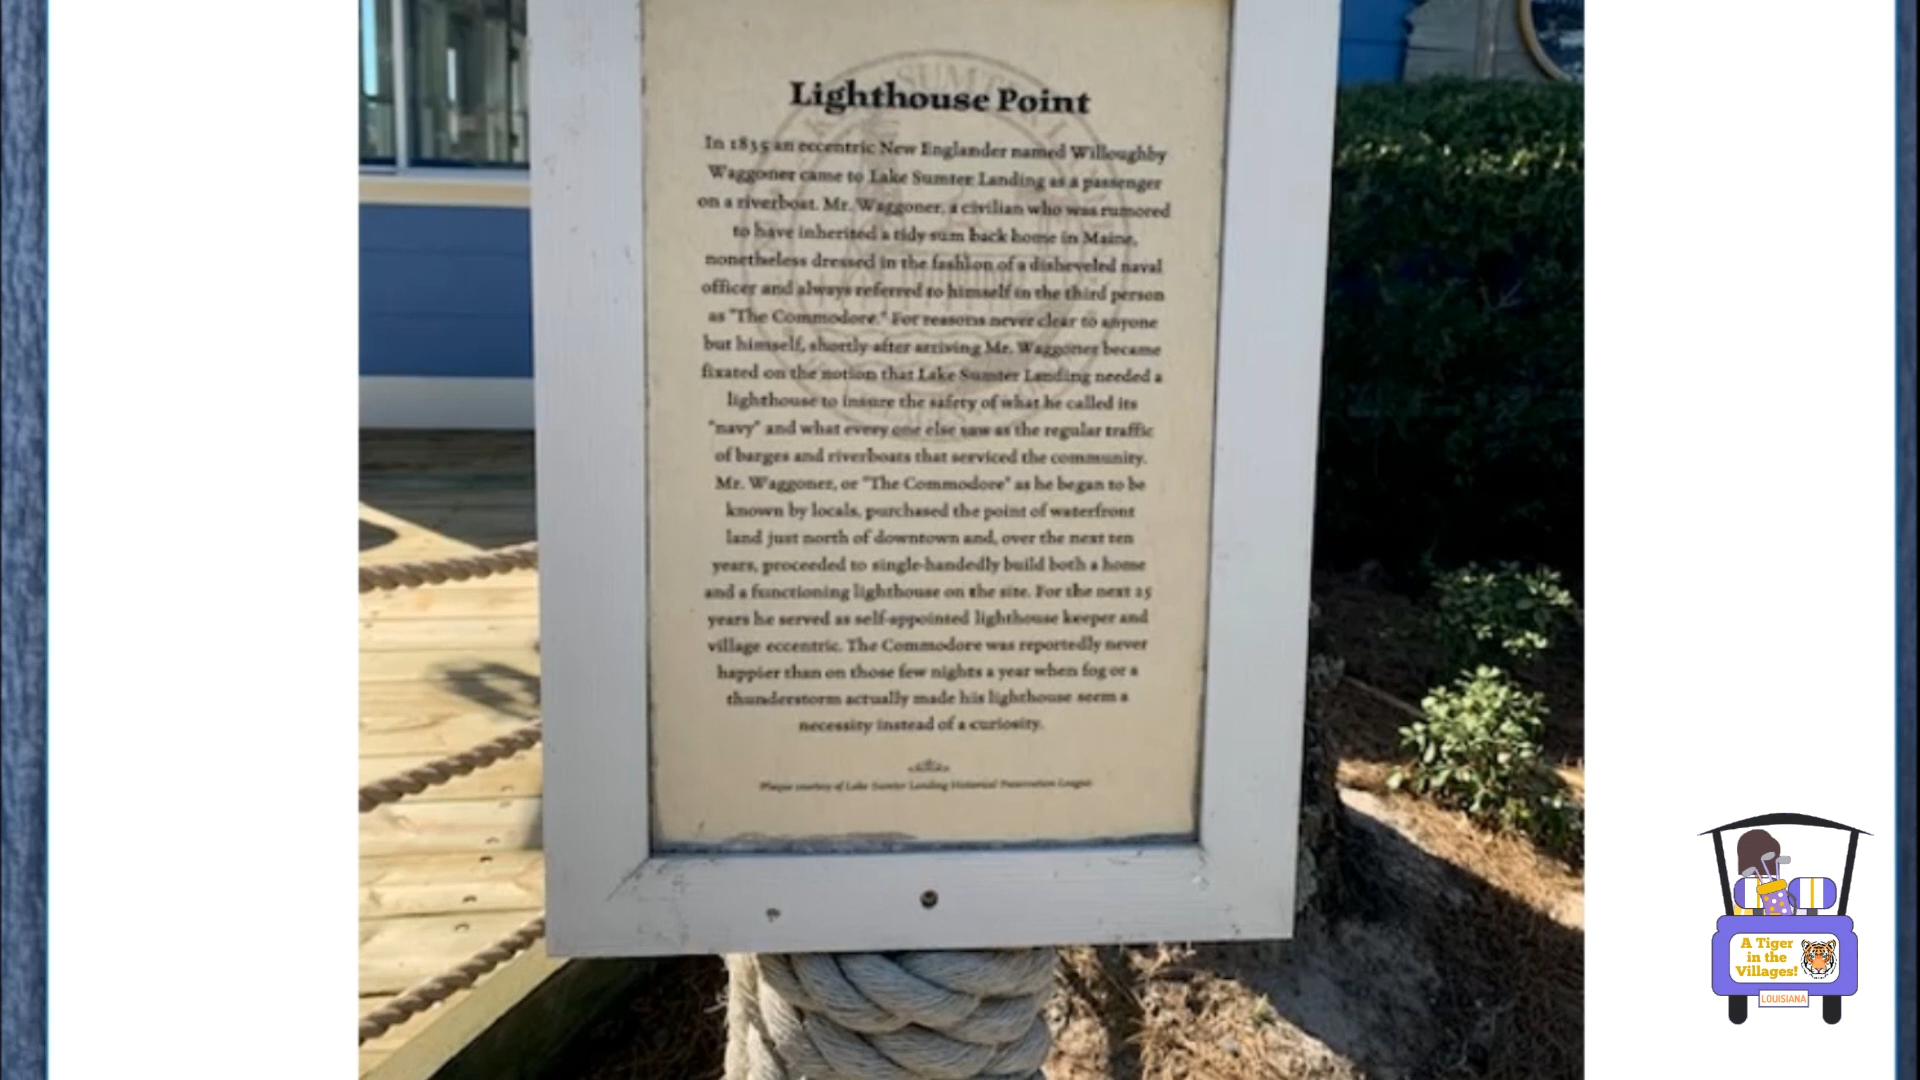 Lighthouse Point
In 1835 an eccentric New Englander named Willoughby
Waggoner came to Lake Sumter Landing as a passenger
on a riverboat. Mr. Waggoner, a civilian who was rumored
to have inherited a tidy sum back home in Maine,
nonetheless dressed in the fashion of a disheveled naval
officer and always referred to himself in the third person
as "The Commodore." For reasons never clear to anyone
but himself, shortly after arriving Mr. Waggoner became
fixated on the notion that Lake Sumter Landing needed a
lighthouse to insure the safety of what he called its
"navy" and what every one else saw as the regular traffic
of barges and riverboats that serviced the community.
Mr. Waggoner, or "The Commodore" as he began to be
known by locals, purchased the point of waterfront
land just north of downtown and, over the next ten
years, proceeded to single-handedly build both a home
and a functioning lighthouse on the site. For the next 25
years he served as self-appointed lighthouse keeper and
village eccentric. The Commodore was reportedly never
happier than on those few nights a year when fog or a
thunderstorm actually made his lighthouse seem a
necessity instead of a curiosity.
Plaque courtesy of Lake Sumter Landing Historical Preservation League
A Tiger
in the
Villages!
LOUISIANA